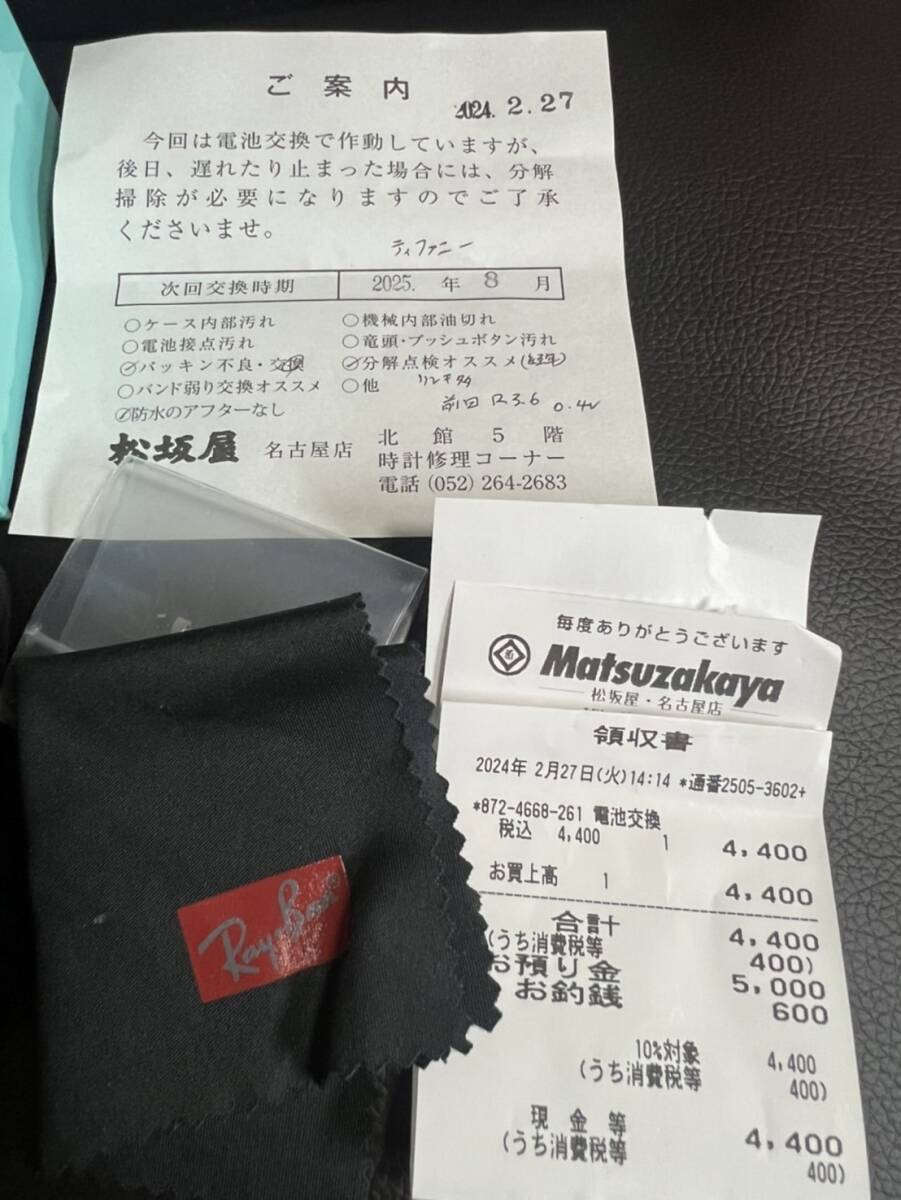 ご案内
2024. 2. 27
今回は電池交換で作動していますが、
後日、遅れたり止まった場合には、分解
掃除が必要になりますのでご了承
くださいませ。
ティファニー
次回交換時期 2025. 年 8 月
○ケース内部汚れ ○機械内部油切れ
○電池接点汚れ ○竜頭・プッシュボタン汚れ
○パッキン不良・交換 ○分解点検オススメ(経年)
○バンド弱り交換オススメ ○他
○防水のアフターなし 前回 R3.6 0.4v
松坂屋 名古屋店 北館5階
時計修理コーナー
電話 (052) 264-2683
毎度ありがとうございます
Matsuzakaya
松坂屋・名古屋店
領収書
2024年 2月27日(火)14:14 *通番2505-3602+
*872-4668-261 電池交換
税込 4,400 1 4,400
お買上高 1 4,400
合計 4,400
(うち消費税等 400)
お預り金 5,000
お釣銭 600
10%対象 4,400
(うち消費税等 400)
現金等 4,400
(うち消費税等 400)
Ray-Ban